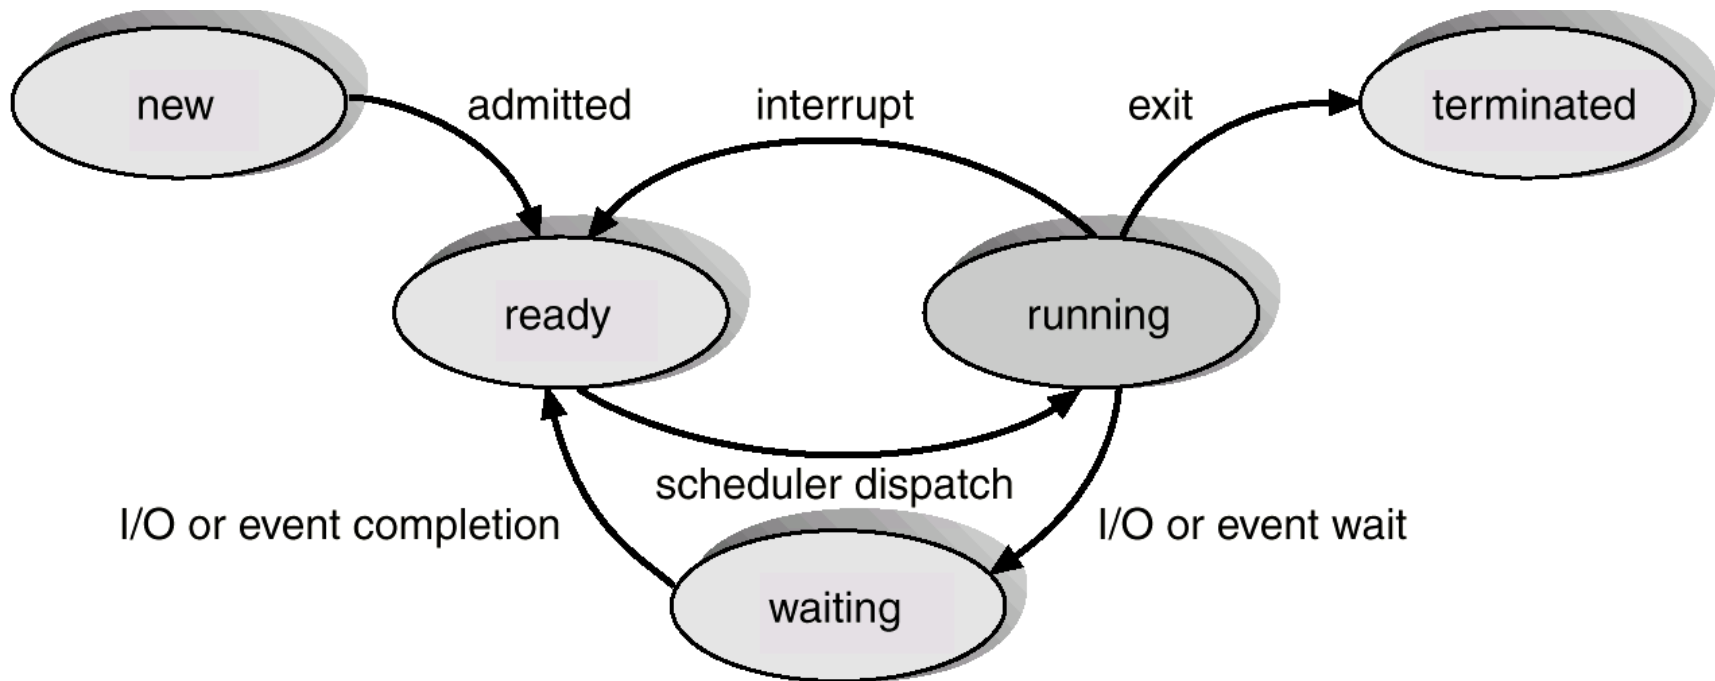 new
admitted
interrupt
exit
terminated
ready
running
scheduler dispatch
I/O or event completion
I/O or event wait
waiting